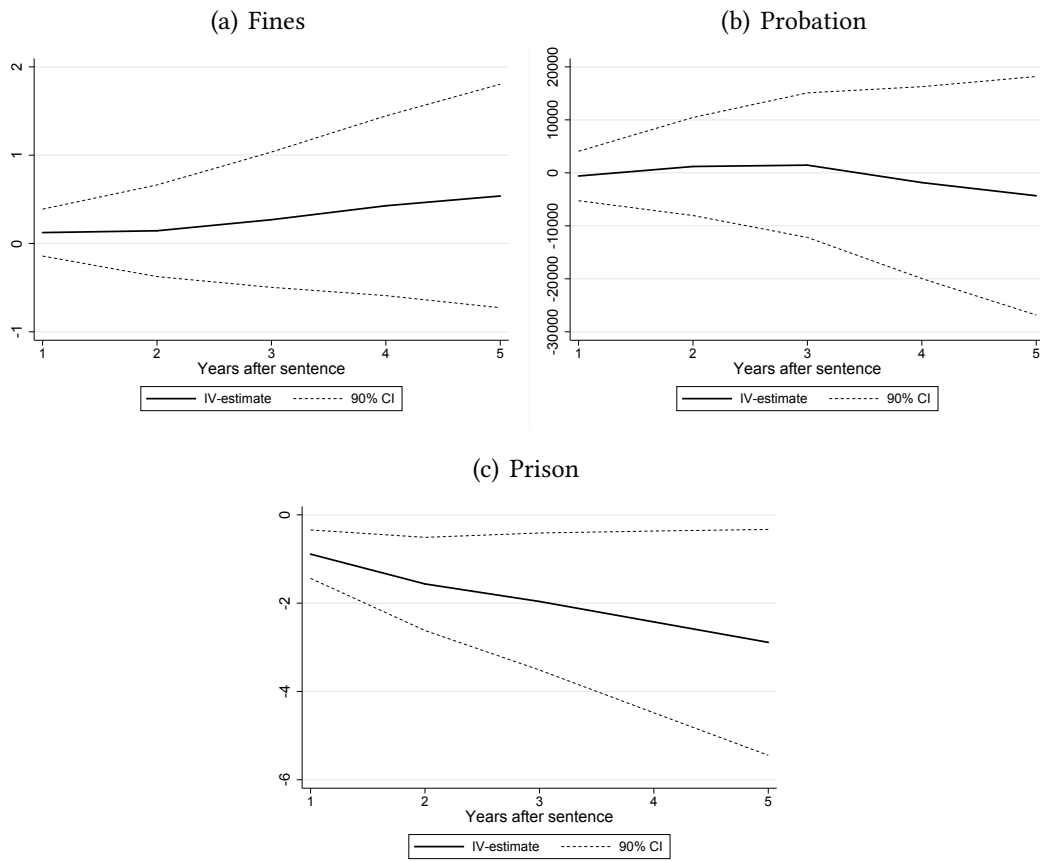 (a) Fines
2
1
0
-1
1 2 3 4 5
Years after sentence
IV-estimate 90% CI
(b) Probation
20000
10000
0
-10000
-20000
-30000
1 2 3 4 5
Years after sentence
IV-estimate 90% CI
(c) Prison
0
-2
-4
-6
1 2 3 4 5
Years after sentence
IV-estimate 90% CI